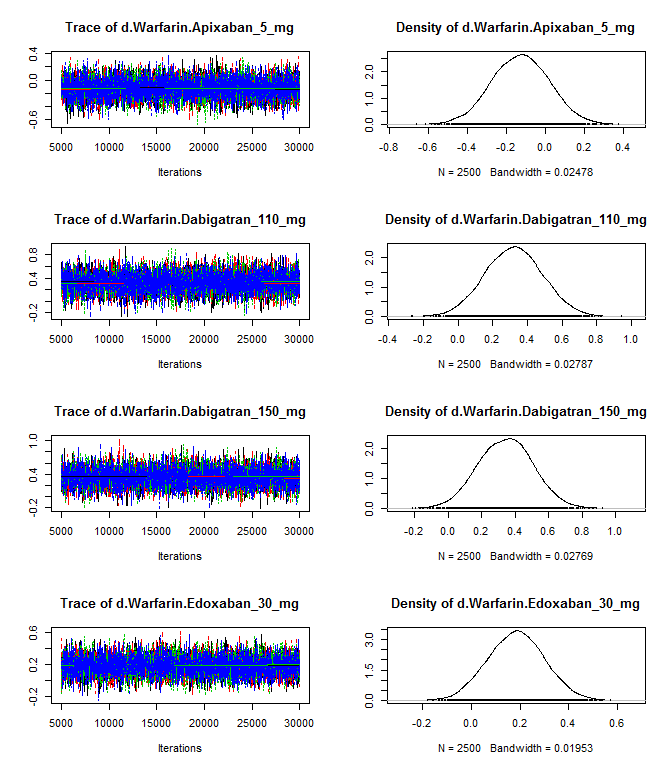 Trace of d.Warfarin.Apixaban_5_mg
-0.6 0.0 0.4
5000 10000 15000 20000 25000 30000
Iterations
Density of d.Warfarin.Apixaban_5_mg
0.0 1.0 2.0
-0.8 -0.6 -0.4 -0.2 0.0 0.2 0.4
N = 2500 Bandwidth = 0.02478
Trace of d.Warfarin.Dabigatran_110_mg
-0.2 0.4 0.8
5000 10000 15000 20000 25000 30000
Iterations
Density of d.Warfarin.Dabigatran_110_mg
0.0 1.0 2.0
-0.4 -0.2 0.0 0.2 0.4 0.6 0.8 1.0
N = 2500 Bandwidth = 0.02787
Trace of d.Warfarin.Dabigatran_150_mg
-0.2 0.4 1.0
5000 10000 15000 20000 25000 30000
Iterations
Density of d.Warfarin.Dabigatran_150_mg
0.0 1.0 2.0
-0.2 0.0 0.2 0.4 0.6 0.8 1.0
N = 2500 Bandwidth = 0.02769
Trace of d.Warfarin.Edoxaban_30_mg
-0.2 0.2 0.6
5000 10000 15000 20000 25000 30000
Iterations
Density of d.Warfarin.Edoxaban_30_mg
0.0 1.5 3.0
-0.2 0.0 0.2 0.4 0.6
N = 2500 Bandwidth = 0.01953